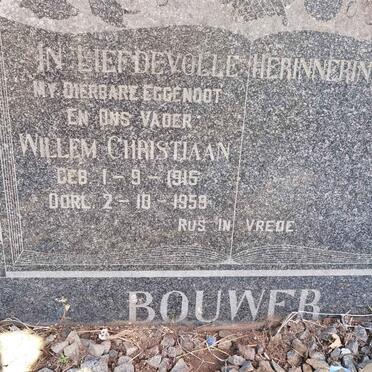 IN LIEFDEVOLLE HERINNERIN
MY DIERBARE EGGENOOT
EN ONS VADER
WILLEM CHRISTIAAN
GEB. 1-9-1915
OORL. 2-10-1959
RUS IN VREDE
BOUWER